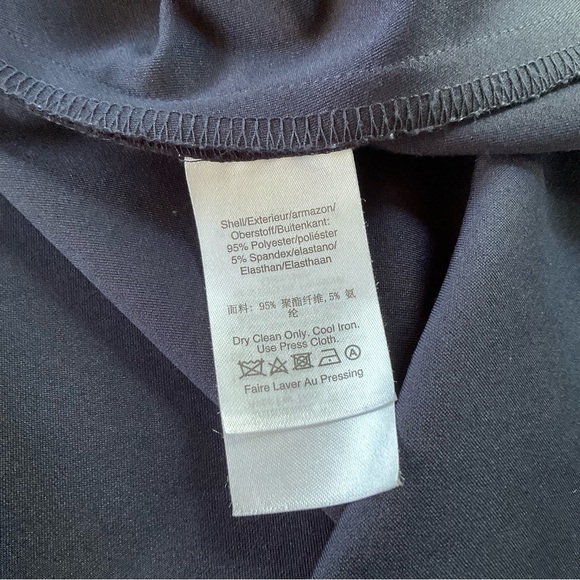 Shell/Exterieur/armazon/
Oberstoff/Buitenkant:
95% Polyester/poliéster
5% Spandex/elastano/
Elasthan/Elasthaan
面料: 95% 聚酯纤维,5% 氨
纶
Dry Clean Only. Cool Iron.
Use Press Cloth.
A
Faire Laver Au Pressing